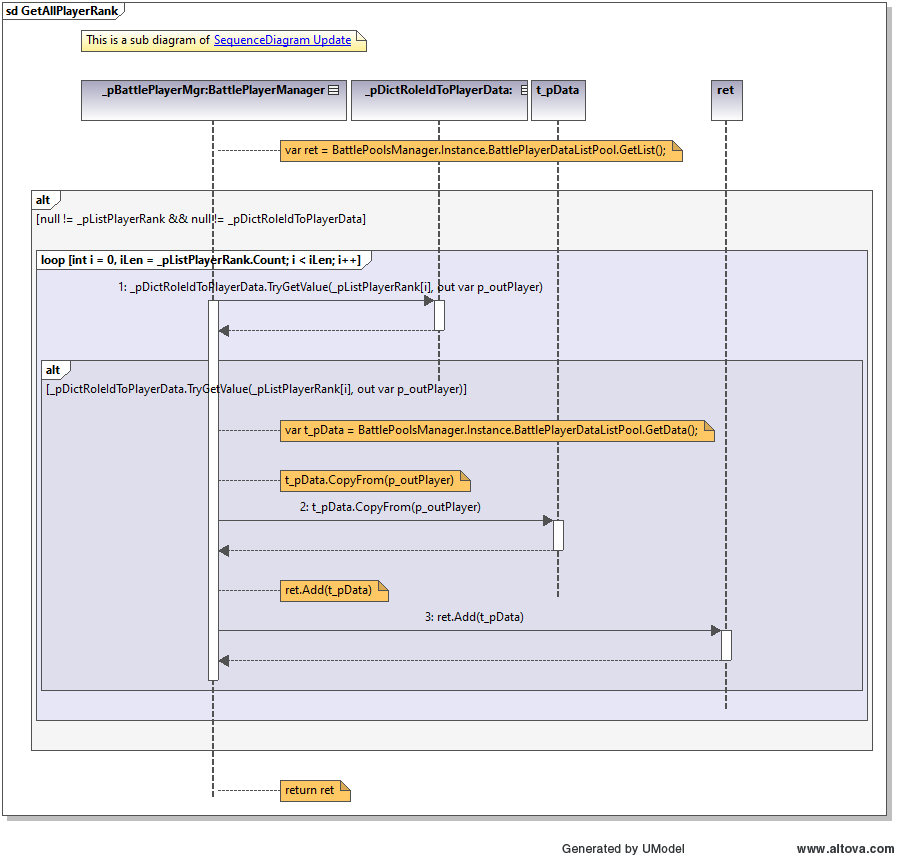 sd GetAllPlayerRank
This is a sub diagram of SequenceDiagram Update
_pBattlePlayerMgr:BattlePlayerManager
_pDictRoleIdToPlayerData:
t_pData
ret
var ret = BattlePoolsManager.Instance.BattlePlayerDataListPool.GetList();
alt
[null != _pListPlayerRank && null != _pDictRoleIdToPlayerData]
loop [int i = 0, iLen = _pListPlayerRank.Count; i < iLen; i++]
1: _pDictRoleIdToPlayerData.TryGetValue(_pListPlayerRank[i], out var p_outPlayer)
alt
[_pDictRoleIdToPlayerData.TryGetValue(_pListPlayerRank[i], out var p_outPlayer)]
var t_pData = BattlePoolsManager.Instance.BattlePlayerDataListPool.GetData();
t_pData.CopyFrom(p_outPlayer)
2: t_pData.CopyFrom(p_outPlayer)
ret.Add(t_pData)
3: ret.Add(t_pData)
return ret
Generated by UModel
www.altova.com